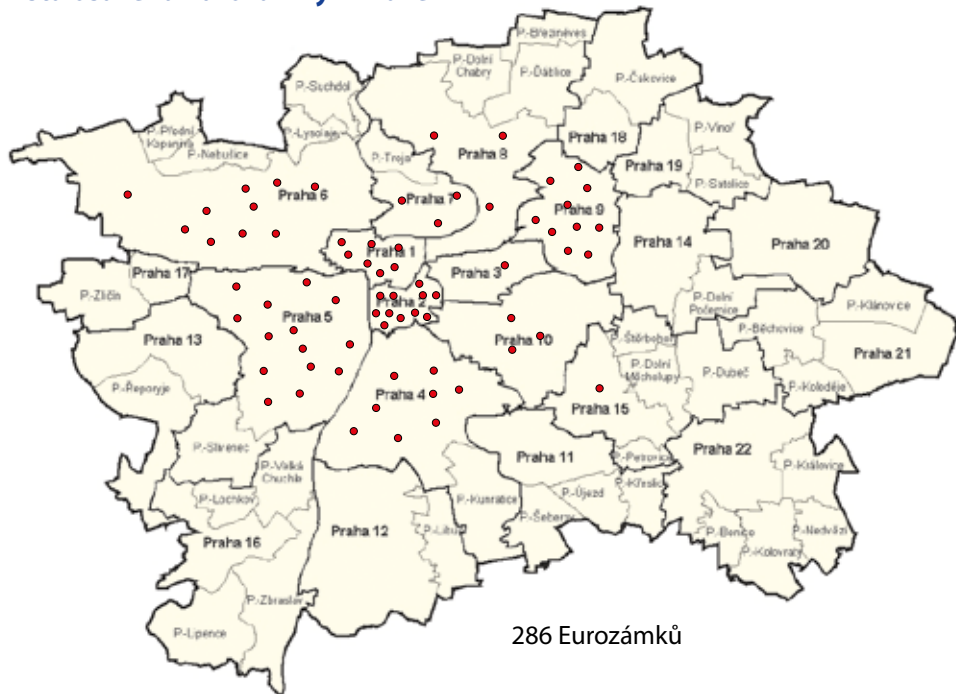 P.-Březiněves
P.-Dolní
Chabry
P.-Ďáblice
P.-Čakovice
P.-Suchdol
P.-Lysolaje
P.-Přední
Kopanina
P.-Nebušice
Praha 8
Praha 18
P.-Vinoř
Praha 19
P.-Satalice
P.-Troja
Praha 6
Praha 7
Praha 9
Praha 14
Praha 20
Praha 1
Praha 3
Praha 17
P.-Zličín
Praha 2
P.-Dolní
Počernice
P.-Klánovice
Praha 5
Praha 13
Praha 10
P.-Štěrboholy
P.-Běchovice
Praha 21
P.-Dolní
Měcholupy
P.-Dubeč
P.-Koloděje
P.-Řeporyje
Praha 4
Praha 15
P.-Slivenec
Praha 11
P.-Petrovice
Praha 22
P.-Velká
Chuchle
P.-Královice
P.-Lochkov
P.-Kunratice
P.-Újezd
P.-Křeslic
P.-Šeberov
Praha 16
Praha 12
P.-Libuš
P.-Benice
P.-Nedvězí
P.-Kolovraty
P.-Zbraslav
P.-Lipence
286 Eurozámků